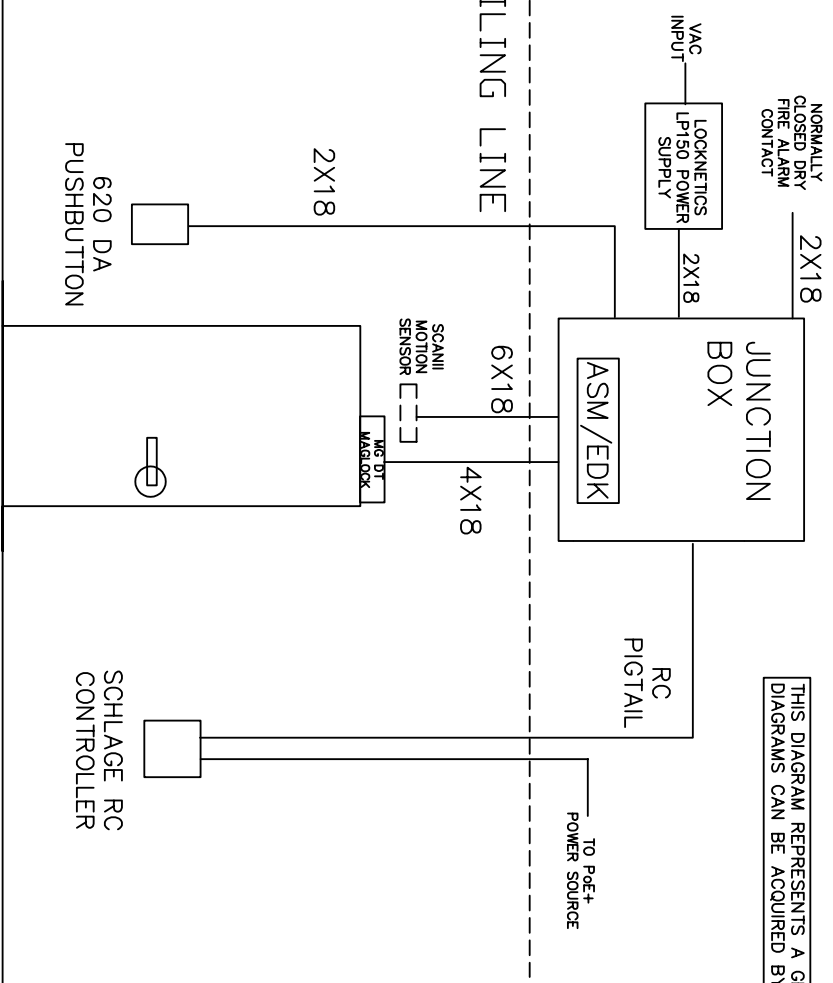 NORMALLY
CLOSED DRY
FIRE ALARM
CONTACT
2X18
VAC
INPUT
LOCKNETICS
LP150 POWER
SUPPLY
2X18
JUNCTION
BOX
ASM/EDK
THIS DIAGRAM REPRESENTS A
DIAGRAMS CAN BE ACQUIRED BY
RC
PIGTAIL
TO PoE+
POWER SOURCE
LINE
6X18
4X18
SCANII
MOTION
SENSOR
MG DT
MAGLOCK
2X18
620 DA
PUSHBUTTON
SCHLAGE RC
CONTROLLER